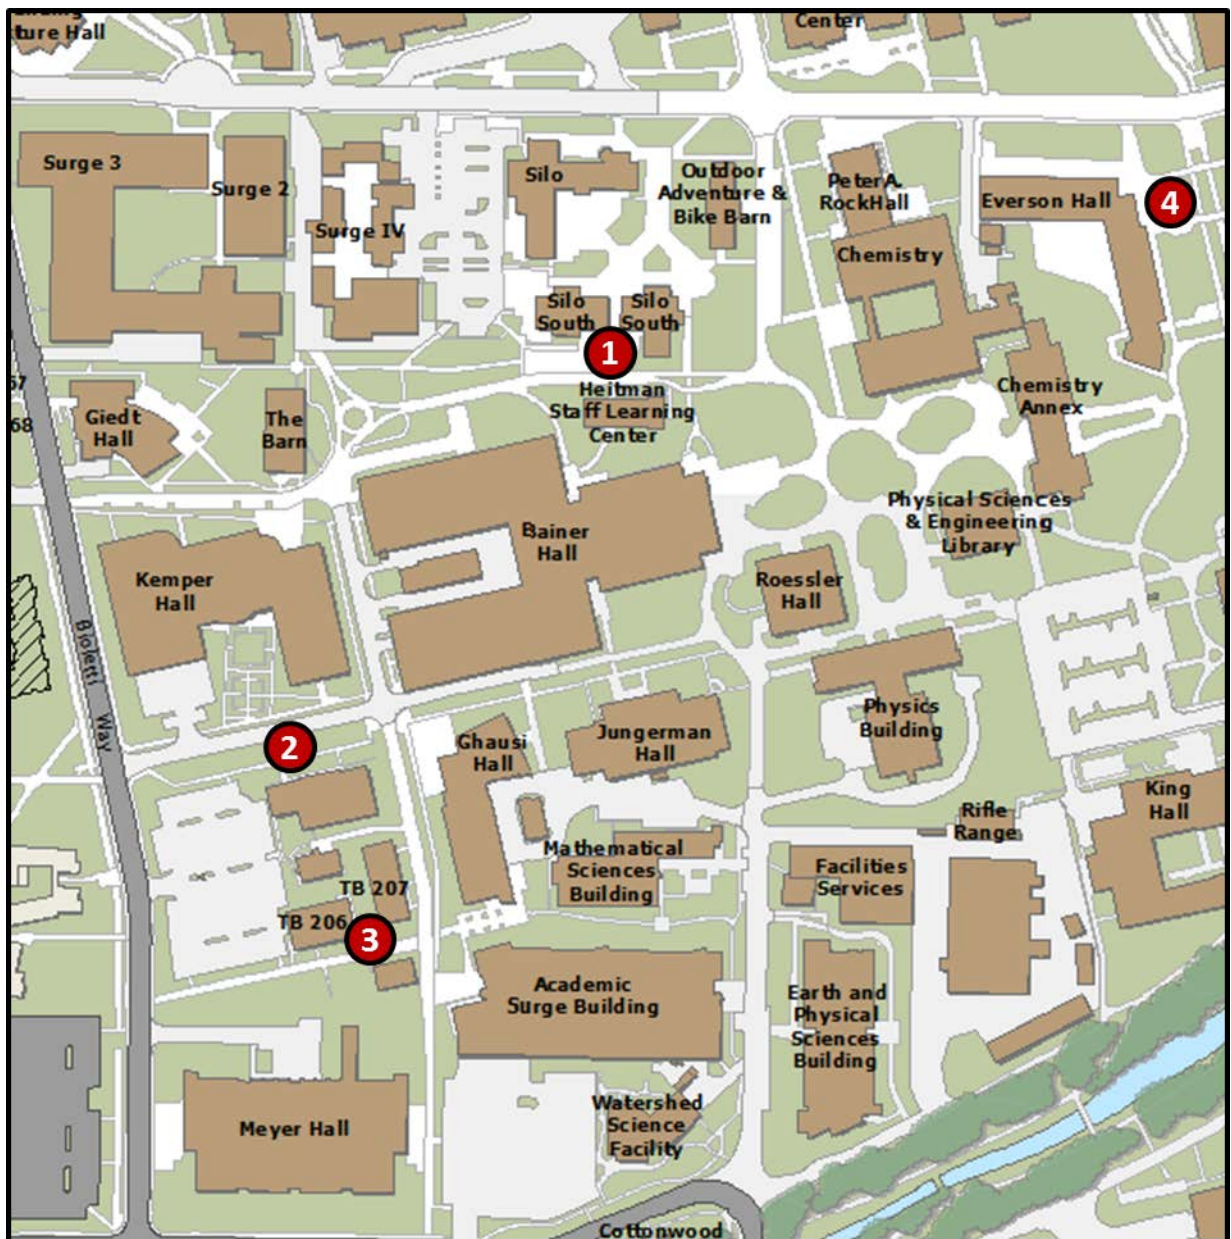 ture Hall
Center
Surge 3
Surge 2
Surge IV
Silo
Outdoor
Adventure &
Bike Barn
Peter A.
Rock Hall
Everson Hall
4
Chemistry
Silo
South
Silo
South
1
Heitman
Staff Learning
Center
Chemistry
Annex
67
68
Giedt
Hall
The
Barn
Bainer
Hall
Physical Sciences
& Engineering
Library
Kemper
Hall
Roessler
Hall
Bioletti Way
2
Ghausi
Hall
Jungerman
Hall
Physics
Building
King
Hall
Rifle
Range
Mathematical
Sciences
Building
Facilities
Services
TB 207
TB 206
3
Academic
Surge Building
Earth and
Physical
Sciences
Building
Meyer Hall
Watershed
Science
Facility
Cottonwood